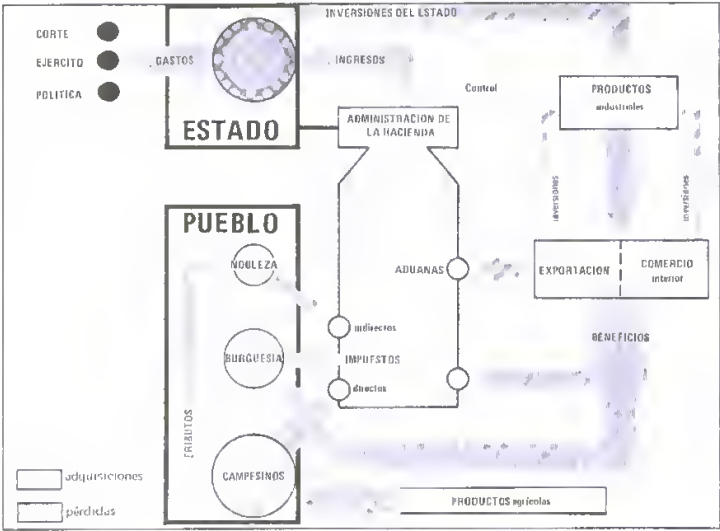 INVERSIONES DEL ESTADO
CORTE
EJERCITO
POLITICA
GASTOS
INGRESOS
ESTADO
Control
PRODUCTOS
industriales
ADMINISTRACION DE
LA HACIENDA
inversiones
inversiones
PUEBLO
NOBLEZA
ADUANAS
EXPORTACION
COMERCIO
interior
indirectos
BURGUESIA
IMPUESTOS
directos
BENEFICIOS
TRIBUTOS
CAMPESINOS
PRODUCTOS agrícolas
adquisiciones
pérdidas